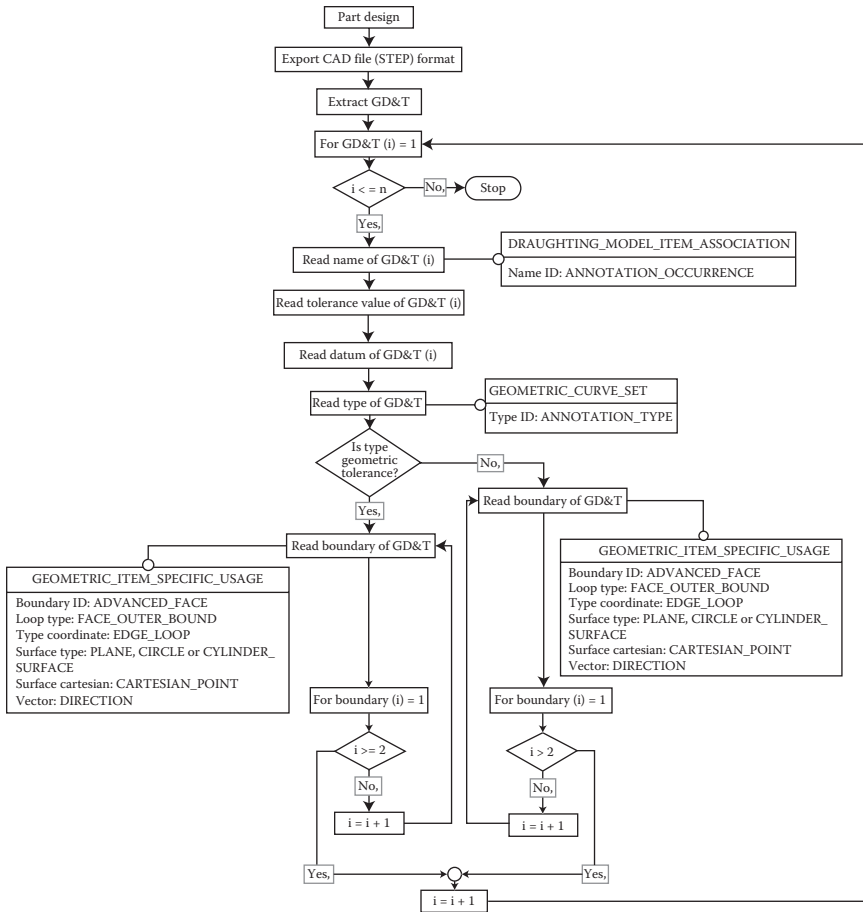 Part design
Export CAD file (STEP) format
Extract GD&T
For GD&T (i) = 1
i < = n
No,
Stop
Yes,
Read name of GD&T (i)
DRAUGHTING_MODEL_ITEM_ASSOCIATION
Name ID: ANNOTATION_OCCURRENCE
Read tolerance value of GD&T (i)
Read datum of GD&T (i)
Read type of GD&T
GEOMETRIC_CURVE_SET
Type ID: ANNOTATION_TYPE
Is type
geometric
tolerance?
No,
Yes,
Read boundary of GD&T
Read boundary of GD&T
GEOMETRIC_ITEM_SPECIFIC_USAGE
Boundary ID: ADVANCED_FACE
Loop type: FACE_OUTER_BOUND
Type coordinate: EDGE_LOOP
Surface type: PLANE, CIRCLE or CYLINDER_
SURFACE
Surface cartesian: CARTESIAN_POINT
Vector: DIRECTION
GEOMETRIC_ITEM_SPECIFIC_USAGE
Boundary ID: ADVANCED_FACE
Loop type: FACE_OUTER_BOUND
Type coordinate: EDGE_LOOP
Surface type: PLANE, CIRCLE or CYLINDER_
SURFACE
Surface cartesian: CARTESIAN_POINT
Vector: DIRECTION
For boundary (i) = 1
For boundary (i) = 1
i >= 2
i > 2
No,
No,
i = i + 1
i = i + 1
Yes,
Yes,
i = i + 1